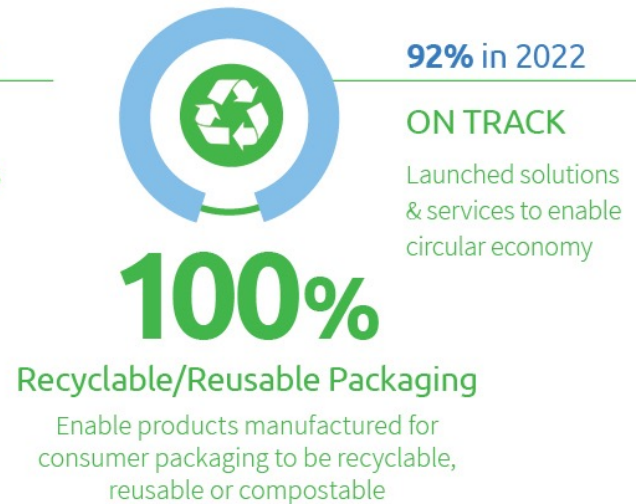 92% in 2022
ON TRACK
Launched solutions
& services to enable
circular economy
100%
Recyclable/Reusable Packaging
Enable products manufactured for
consumer packaging to be recyclable,
reusable or compostable